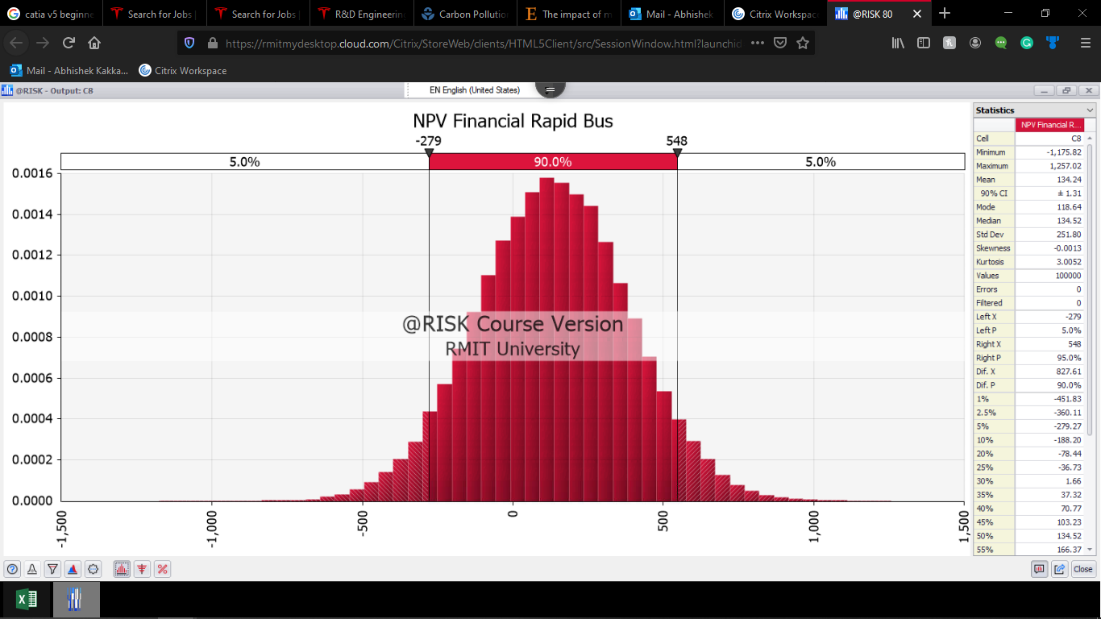 catia v5 beginn
Search for Jobs |
Search for Jobs |
R&D Engineerin
Carbon Pollutio
The impact of m
Mail - Abhishek
Citrix Workspac
@RISK 80
https://rmitmydesktop.cloud.com/Citrix/StoreWeb/clients/HTML5Client/src/SessionWindow.html?launchid
Mail - Abhishek Kakka...
Citrix Workspace
@RISK - Output: C8
EN English (United States)
NPV Financial Rapid Bus
-279 548
5.0% 90.0% 5.0%
0.0016
0.0014
0.0012
0.0010
0.0008
0.0006
0.0004
0.0002
0.0000
@RISK Course Version
RMIT University
-1,500 -1,000 -500 0 500 1,000 1,500
Statistics
NPV Financial R...
Cell C8
Minimum -1,175.82
Maximum 1,257.02
Mean 134.24
90% CI ± 1.31
Mode 118.64
Median 134.52
Std Dev 251.80
Skewness -0.0013
Kurtosis 3.0052
Values 100000
Errors 0
Filtered 0
Left X -279
Left P 5.0%
Right X 548
Right P 95.0%
Dif. X 827.61
Dif. P 90.0%
1% -451.83
2.5% -360.11
5% -279.27
10% -188.20
20% -78.44
25% -36.73
30% 1.66
35% 37.32
40% 70.77
45% 103.23
50% 134.52
55% 166.37
Close